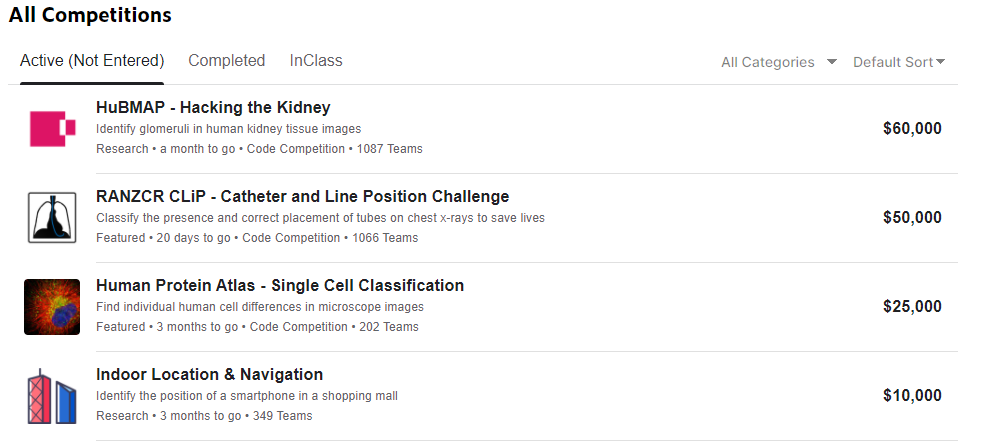 All Competitions
Active (Not Entered) Completed InClass All Categories Default Sort
HuBMAP - Hacking the Kidney
Identify glomeruli in human kidney tissue images
Research • a month to go • Code Competition • 1087 Teams
$60,000
RANZCR CLiP - Catheter and Line Position Challenge
Classify the presence and correct placement of tubes on chest x-rays to save lives
Featured • 20 days to go • Code Competition • 1066 Teams
$50,000
Human Protein Atlas - Single Cell Classification
Find individual human cell differences in microscope images
Featured • 3 months to go • Code Competition • 202 Teams
$25,000
Indoor Location & Navigation
Identify the position of a smartphone in a shopping mall
Research • 3 months to go • 349 Teams
$10,000